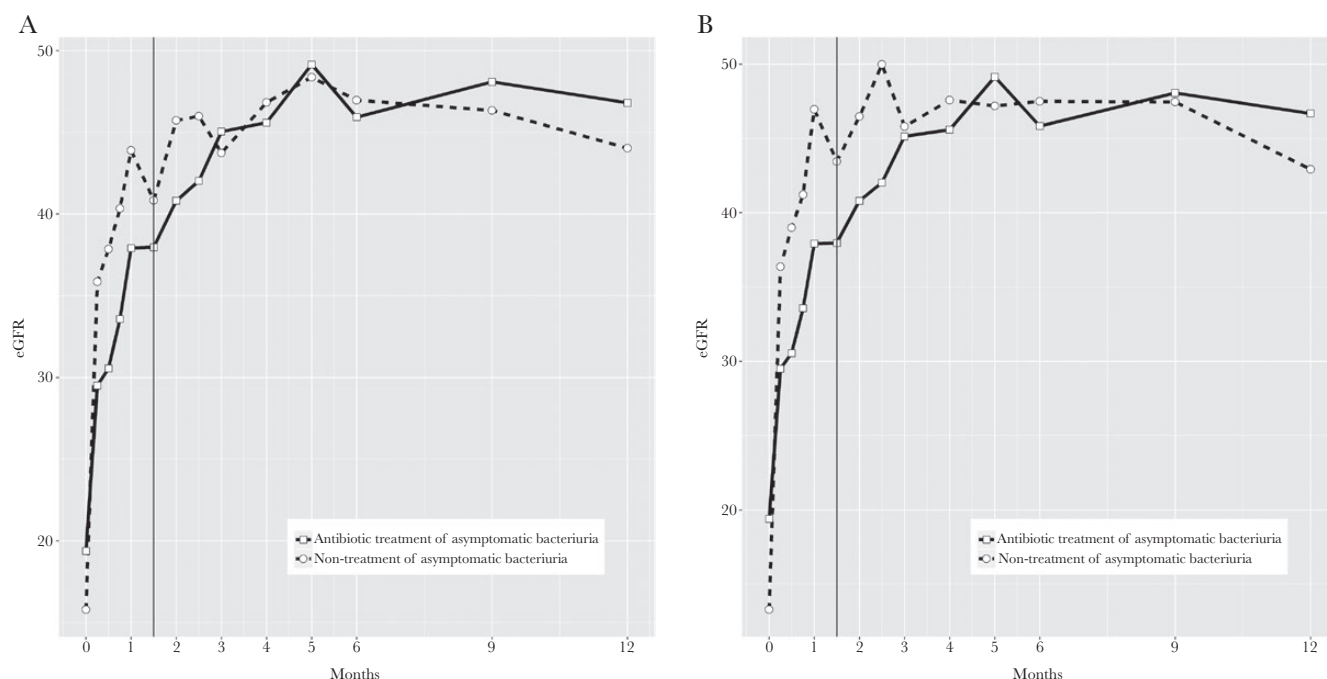 A
50
40
30
20
eGFR
Antibiotic treatment of asymptomatic bacteriuria
Non-treatment of asymptomatic bacteriuria
0 1 2 3 4 5 6 9 12
Months
B
50
40
30
20
eGFR
Antibiotic treatment of asymptomatic bacteriuria
Non-treatment of asymptomatic bacteriuria
0 1 2 3 4 5 6 9 12
Months